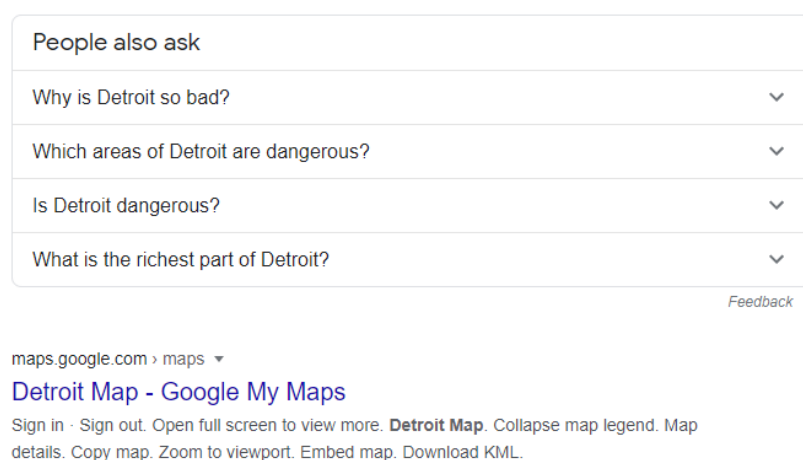 People also ask
Why is Detroit so bad?
Which areas of Detroit are dangerous?
Is Detroit dangerous?
What is the richest part of Detroit?
Feedback
maps.google.com › maps
Detroit Map - Google My Maps
Sign in · Sign out. Open full screen to view more. Detroit Map. Collapse map legend. Map
details. Copy map. Zoom to viewport. Embed map. Download KML.